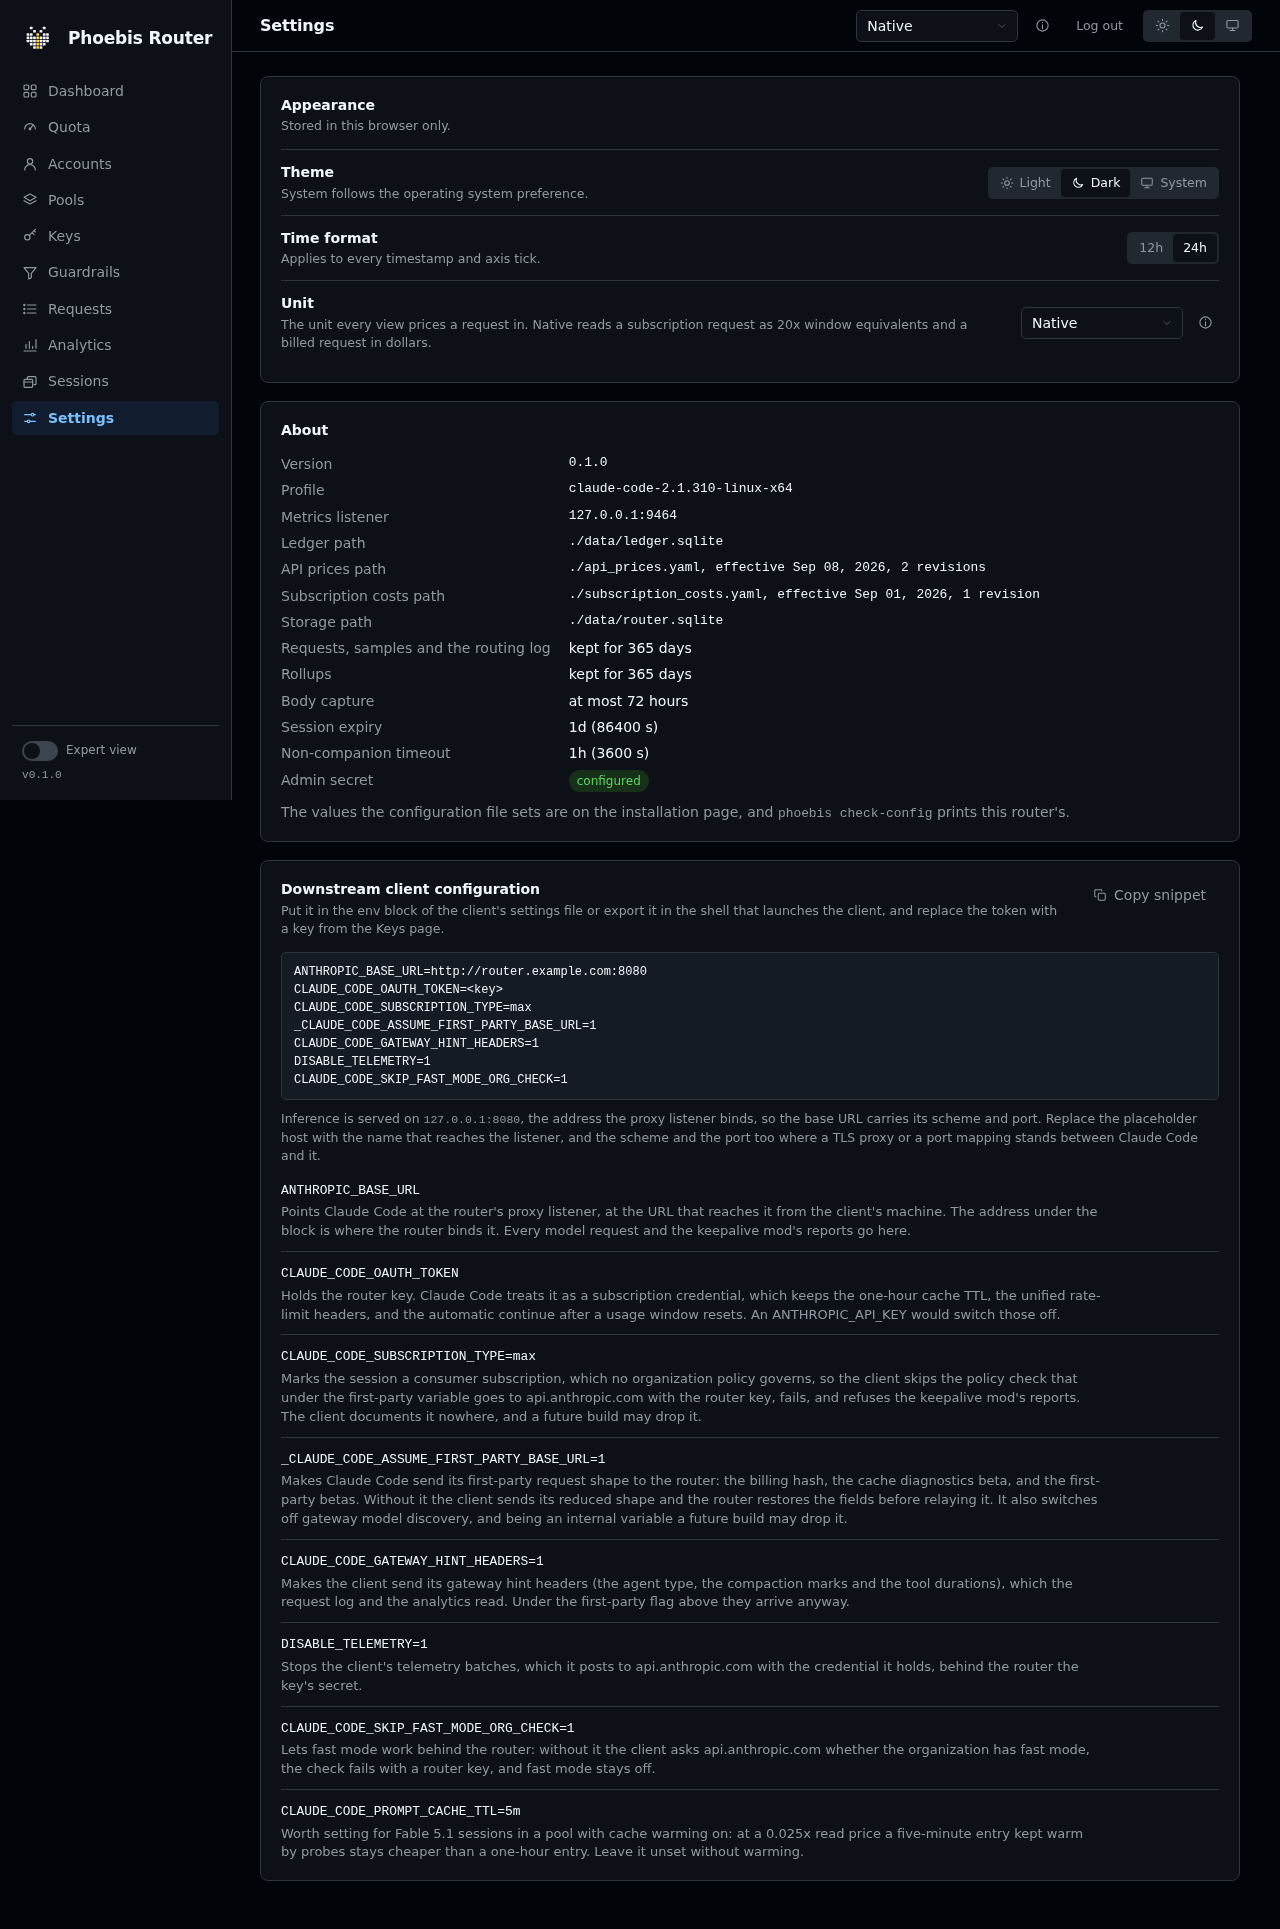 Phoebis Router
Dashboard
Quota
Accounts
Pools
Keys
Guardrails
Requests
Analytics
Sessions
Settings
Expert view
v0.1.0
Settings
Native
Log out
Appearance
Stored in this browser only.
Theme
System follows the operating system preference.
Light Dark System
Time format
Applies to every timestamp and axis tick.
12h 24h
Unit
The unit every view prices a request in. Native reads a subscription request as 20x window equivalents and a
billed request in dollars.
Native
About
Version 0.1.0
Profile claude-code-2.1.310-linux-x64
Metrics listener 127.0.0.1:9464
Ledger path ./data/ledger.sqlite
API prices path ./api_prices.yaml, effective Sep 08, 2026, 2 revisions
Subscription costs path ./subscription_costs.yaml, effective Sep 01, 2026, 1 revision
Storage path ./data/router.sqlite
Requests, samples and the routing log kept for 365 days
Rollups kept for 365 days
Body capture at most 72 hours
Session expiry 1d (86400 s)
Non-companion timeout 1h (3600 s)
Admin secret configured
The values the configuration file sets are on the installation page, and phoebis check-config prints this router's.
Downstream client configuration
Copy snippet
Put it in the env block of the client's settings file or export it in the shell that launches the client, and replace the token with
a key from the Keys page.
ANTHROPIC_BASE_URL=http://router.example.com:8080
CLAUDE_CODE_OAUTH_TOKEN=<key>
CLAUDE_CODE_SUBSCRIPTION_TYPE=max
_CLAUDE_CODE_ASSUME_FIRST_PARTY_BASE_URL=1
CLAUDE_CODE_GATEWAY_HINT_HEADERS=1
DISABLE_TELEMETRY=1
CLAUDE_CODE_SKIP_FAST_MODE_ORG_CHECK=1
Inference is served on 127.0.0.1:8080, the address the proxy listener binds, so the base URL carries its scheme and port. Replace the placeholder
host with the name that reaches the listener, and the scheme and the port too where a TLS proxy or a port mapping stands between Claude Code
and it.
ANTHROPIC_BASE_URL
Points Claude Code at the router's proxy listener, at the URL that reaches it from the client's machine. The address under the
block is where the router binds it. Every model request and the keepalive mod's reports go here.
CLAUDE_CODE_OAUTH_TOKEN
Holds the router key. Claude Code treats it as a subscription credential, which keeps the one-hour cache TTL, the unified rate-
limit headers, and the automatic continue after a usage window resets. An ANTHROPIC_API_KEY would switch those off.
CLAUDE_CODE_SUBSCRIPTION_TYPE=max
Marks the session a consumer subscription, which no organization policy governs, so the client skips the policy check that
under the first-party variable goes to api.anthropic.com with the router key, fails, and refuses the keepalive mod's reports.
The client documents it nowhere, and a future build may drop it.
_CLAUDE_CODE_ASSUME_FIRST_PARTY_BASE_URL=1
Makes Claude Code send its first-party request shape to the router: the billing hash, the cache diagnostics beta, and the first-
party betas. Without it the client sends its reduced shape and the router restores the fields before relaying it. It also switches
off gateway model discovery, and being an internal variable a future build may drop it.
CLAUDE_CODE_GATEWAY_HINT_HEADERS=1
Makes the client send its gateway hint headers (the agent type, the compaction marks and the tool durations), which the
request log and the analytics read. Under the first-party flag above they arrive anyway.
DISABLE_TELEMETRY=1
Stops the client's telemetry batches, which it posts to api.anthropic.com with the credential it holds, behind the router the
key's secret.
CLAUDE_CODE_SKIP_FAST_MODE_ORG_CHECK=1
Lets fast mode work behind the router: without it the client asks api.anthropic.com whether the organization has fast mode,
the check fails with a router key, and fast mode stays off.
CLAUDE_CODE_PROMPT_CACHE_TTL=5m
Worth setting for Fable 5.1 sessions in a pool with cache warming on: at a 0.025x read price a five-minute entry kept warm
by probes stays cheaper than a one-hour entry. Leave it unset without warming.